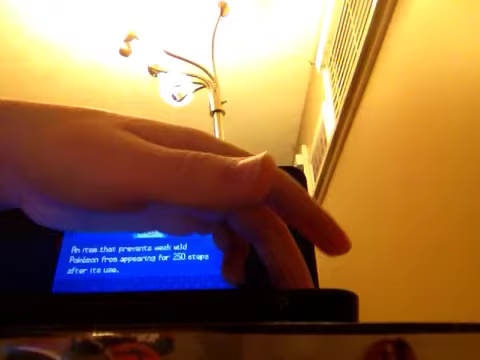 An item that prevents weak wild
Pokémon from appearing for 250 steps
after its use.